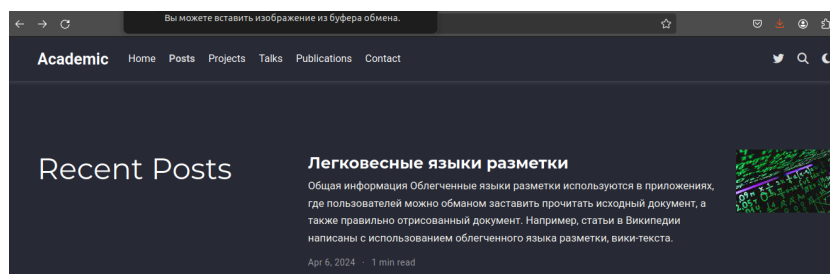 Вы можете вставить изображение из буфера обмена.
Academic Home Posts Projects Talks Publications Contact
Recent Posts
Легковесные языки разметки
Общая информация Облегченные языки разметки используются в приложениях,
где пользователей можно обманом заставить прочитать исходный документ, а
также правильно отрисованный документ. Например, статьи в Википедии
написаны с использованием облегченного языка разметки, вики-текста.
Apr 6, 2024 · 1 min read